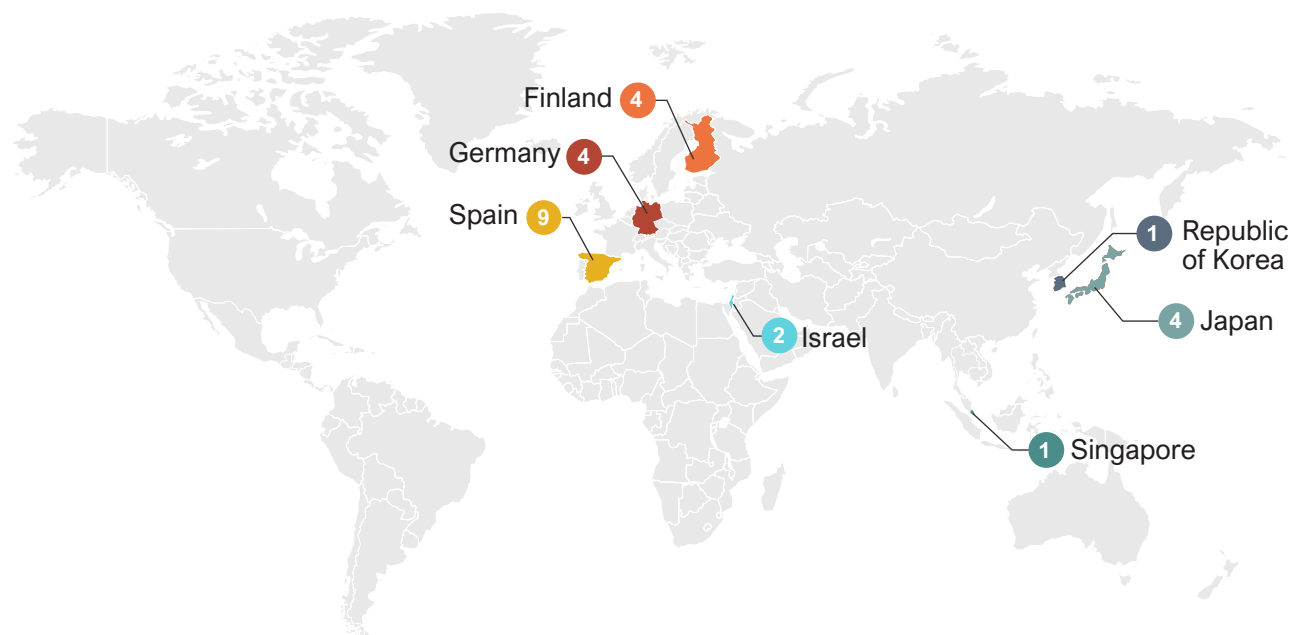 Finland 4
Germany 4
Spain 9
1 Republic
of Korea
4 Japan
2 Israel
1 Singapore